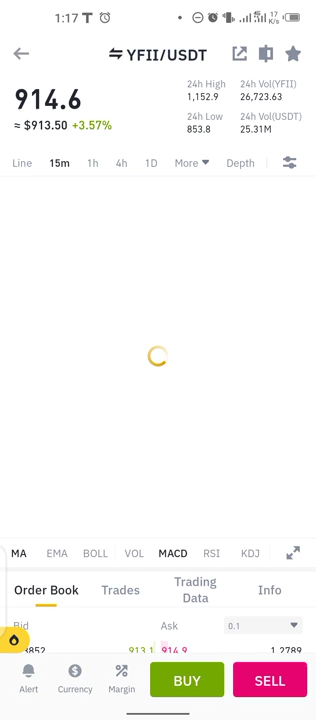 1:17
17
K/s
YFII/USDT
914.6
≈ $913.50 +3.57%
24h High
1,152.9
24h Vol(YFII)
26,723.63
24h Low
853.8
24h Vol(USDT)
25.31M
Line 15m 1h 4h 1D More Depth
MA EMA BOLL VOL MACD RSI KDJ
Order Book Trades Trading Data Info
Bid Ask 0.1
3852 913.1 914.9 1.2789
Alert Currency Margin BUY SELL